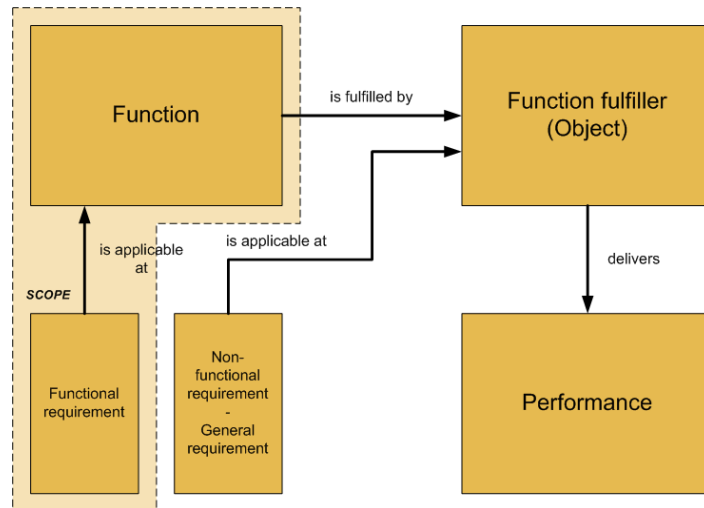 Function
is fulfilled by
Function fulfiller
(Object)
is applicable
at
is applicable at
delivers
SCOPE
Functional
requirement
Non-
functional
requirement
-
General
requirement
Performance